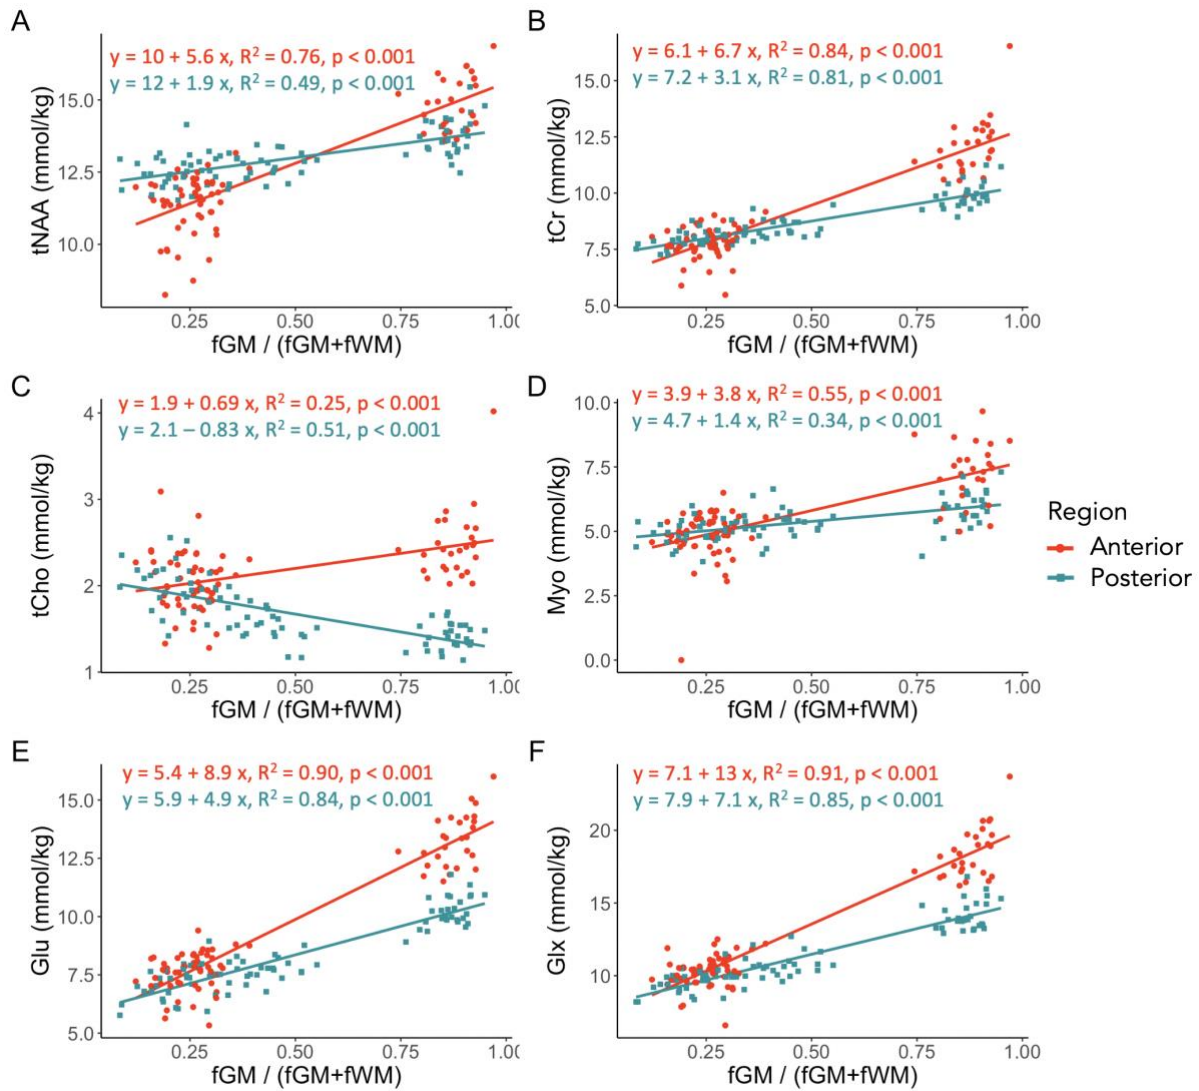 A
y = 10 + 5.6 x, R² = 0.76, p < 0.001
y = 12 + 1.9 x, R² = 0.49, p < 0.001
tNAA (mmol/kg)
15.0
12.5
10.0
0.25 0.50 0.75 1.00
fGM / (fGM+fWM)
B
y = 6.1 + 6.7 x, R² = 0.84, p < 0.001
y = 7.2 + 3.1 x, R² = 0.81, p < 0.001
tCr (mmol/kg)
15.0
12.5
10.0
7.5
5.0
0.25 0.50 0.75 1.00
fGM / (fGM+fWM)
C
y = 1.9 + 0.69 x, R² = 0.25, p < 0.001
y = 2.1 – 0.83 x, R² = 0.51, p < 0.001
tCho (mmol/kg)
4
3
2
1
0.25 0.50 0.75 1.00
fGM / (fGM+fWM)
D
y = 3.9 + 3.8 x, R² = 0.55, p < 0.001
y = 4.7 + 1.4 x, R² = 0.34, p < 0.001
Myo (mmol/kg)
10.0
7.5
5.0
2.5
0.0
0.25 0.50 0.75 1.00
fGM / (fGM+fWM)
Region
Anterior
Posterior
E
y = 5.4 + 8.9 x, R² = 0.90, p < 0.001
y = 5.9 + 4.9 x, R² = 0.84, p < 0.001
Glu (mmol/kg)
15.0
12.5
10.0
7.5
5.0
0.25 0.50 0.75 1.00
fGM / (fGM+fWM)
F
y = 7.1 + 13 x, R² = 0.91, p < 0.001
y = 7.9 + 7.1 x, R² = 0.85, p < 0.001
Glx (mmol/kg)
20
15
10
0.25 0.50 0.75 1.00
fGM / (fGM+fWM)